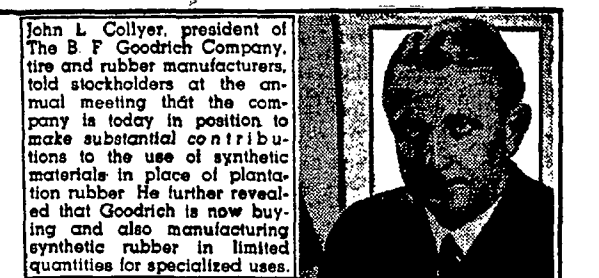 John L Collyer, president of
The B. F Goodrich Company,
tire and rubber manufacturers,
told stockholders at the an-
nual meeting that the com-
pany is today in position to
make substantial contribu-
tions to the use of synthetic
materials in place of planta-
tion rubber He further reveal-
ed that Goodrich is now buy-
ing and also manufacturing
synthetic rubber in limited
quantities for specialized uses.